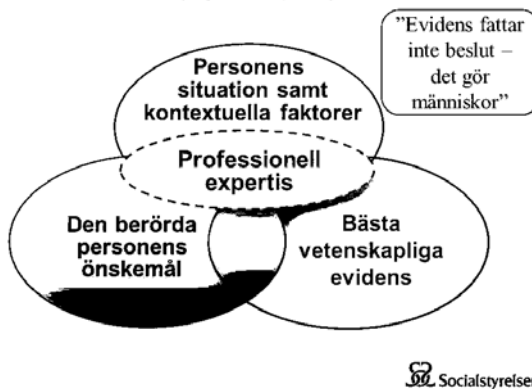 ”Evidens fattar
inte beslut –
det gör
människor”
Personens
situation samt
kontextuella faktorer
Professionell
expertis
Den berörda
personens
önskemål
Bästa
vetenskapliga
evidens
Socialstyrelsen